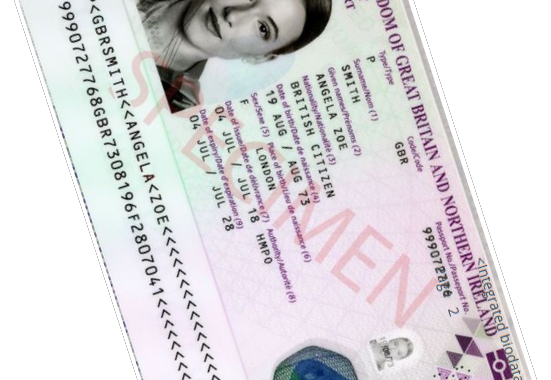 DOM OF GREAT BRITAIN AND NORTHERN IRELAND
Type/Type
P
Code/Code
GBR
Passport No./Passeport No.
Surname/Nom (1)
SMITH
Given names/Prénoms (2)
ANGELA ZOE
Nationality/Nationalité (3)
BRITISH CITIZEN
Date of birth/Date de naissance (4)
19 AUG / AUG 73
Sex/Sexe (5) Place of birth/Lieu de naissance (6)
F LONDON
Date of issue/Date de délivrance (7) Authority/Autorité (8)
04 JUL / JUL 18 HMPO
Date of expiry/Date d'expiration (9)
04 JUL / JUL 28
SPECIMEN
<Integrated biodata
2
<GBRSMITH<<ANGELA<ZOE<<<<<<
9990727768GBR7308196F2807041<<<<<<